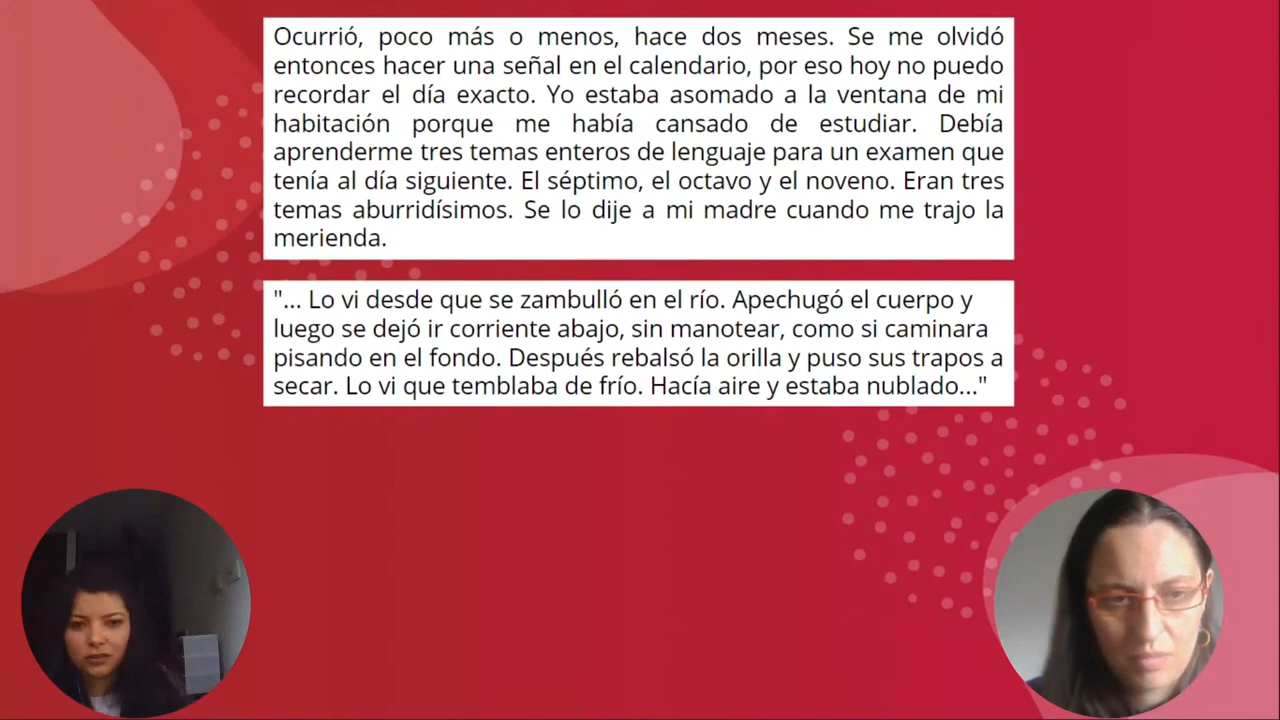 Ocurrió, poco más o menos, hace dos meses. Se me olvidó
entonces hacer una señal en el calendario, por eso hoy no puedo
recordar el día exacto. Yo estaba asomado a la ventana de mi
habitación porque me había cansado de estudiar. Debía
aprenderme tres temas enteros de lenguaje para un examen que
tenía al día siguiente. El séptimo, el octavo y el noveno. Eran tres
temas aburridísimos. Se lo dije a mi madre cuando me trajo la
merienda.
"... Lo vi desde que se zambulló en el río. Apechugó el cuerpo y
luego se dejó ir corriente abajo, sin manotear, como si caminara
pisando en el fondo. Después rebalsó la orilla y puso sus trapos a
secar. Lo vi que temblaba de frío. Hacía aire y estaba nublado..."